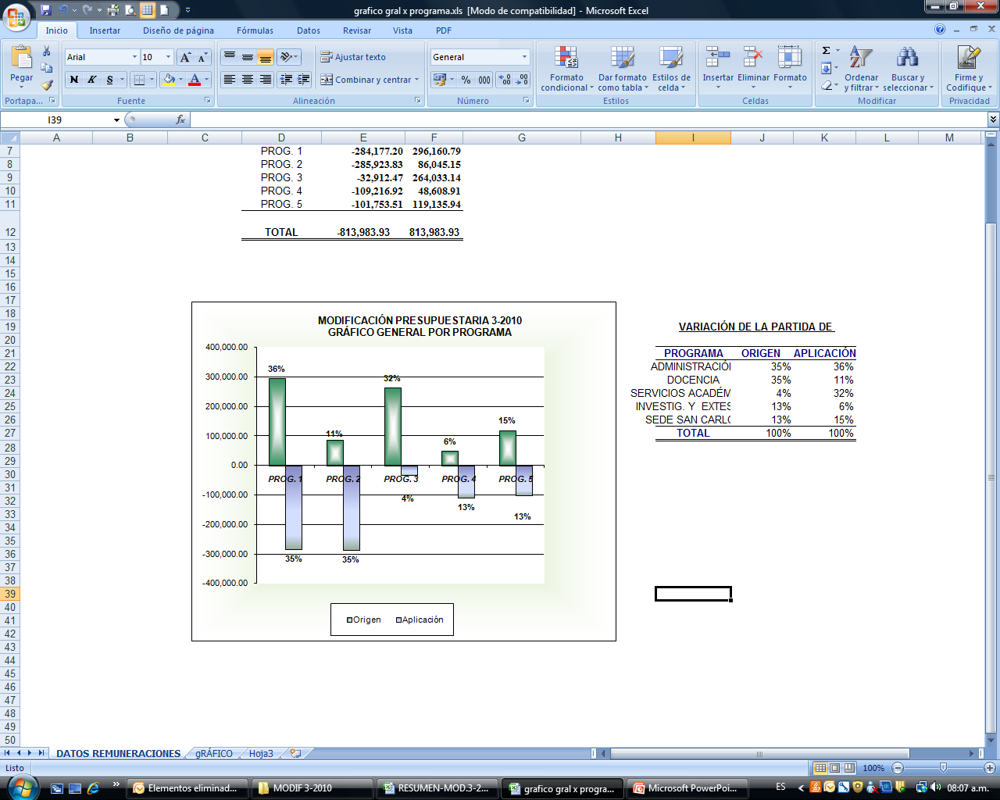 grafico gral x programa.xls  [Modo de compatibilidad] - Microsoft Excel
Inicio Insertar Diseño de página Fórmulas Datos Revisar Vista PDF
Pegar
Arial 10
N K S
Ajustar texto
Combinar y centrar
General
% 000
Formato condicional
Dar formato como tabla
Estilos de celda
Insertar Eliminar Formato
Σ
Ordenar y filtrar
Buscar y seleccionar
Firme y Codifique
Portapa... Fuente Alineación Número Estilos Celdas Modificar Privacidad
I39 fx
A B C D E F G H I J K L M
7 PROG. 1 -284,177.20 296,160.79
8 PROG. 2 -285,923.83 86,045.15
9 PROG. 3 -32,912.47 264,033.14
10 PROG. 4 -109,216.92 48,608.91
11 PROG. 5 -101,753.51 119,135.94
12 TOTAL -813,983.93 813,983.93
13
14
15
16
17
18
19
20
21
22
23
24
25
26
27
28
29
30
31
32
33
34
35
36
37
38
39
40
41
42
43
44
45
46
47
48
49
50
MODIFICACIÓN PRESUPUESTARIA 3-2010
GRÁFICO GENERAL POR PROGRAMA
400,000.00
300,000.00
200,000.00
100,000.00
0.00
-100,000.00
-200,000.00
-300,000.00
-400,000.00
36% 11% 32% 6% 15%
PROG. 1 PROG. 2 PROG. 3 PROG. 4 PROG. 5
35% 35% 4% 13% 13%
Origen Aplicación
VARIACIÓN DE LA PARTIDA DE
PROGRAMA ORIGEN APLICACIÓN
ADMINISTRACIÓ 35% 36%
DOCENCIA 35% 11%
SERVICIOS ACADÉM 4% 32%
INVESTIG. Y  EXTES 13% 6%
SEDE SAN CARLO 13% 15%
TOTAL 100% 100%
DATOS REMUNERACIONES gRÁFICO Hoja3
Listo 100%
Elementos eliminad... MODIF 3-2010 RESUMEN-MOD.3-2... grafico gral x progra... Microsoft PowerPoi... ES 08:07 a.m.